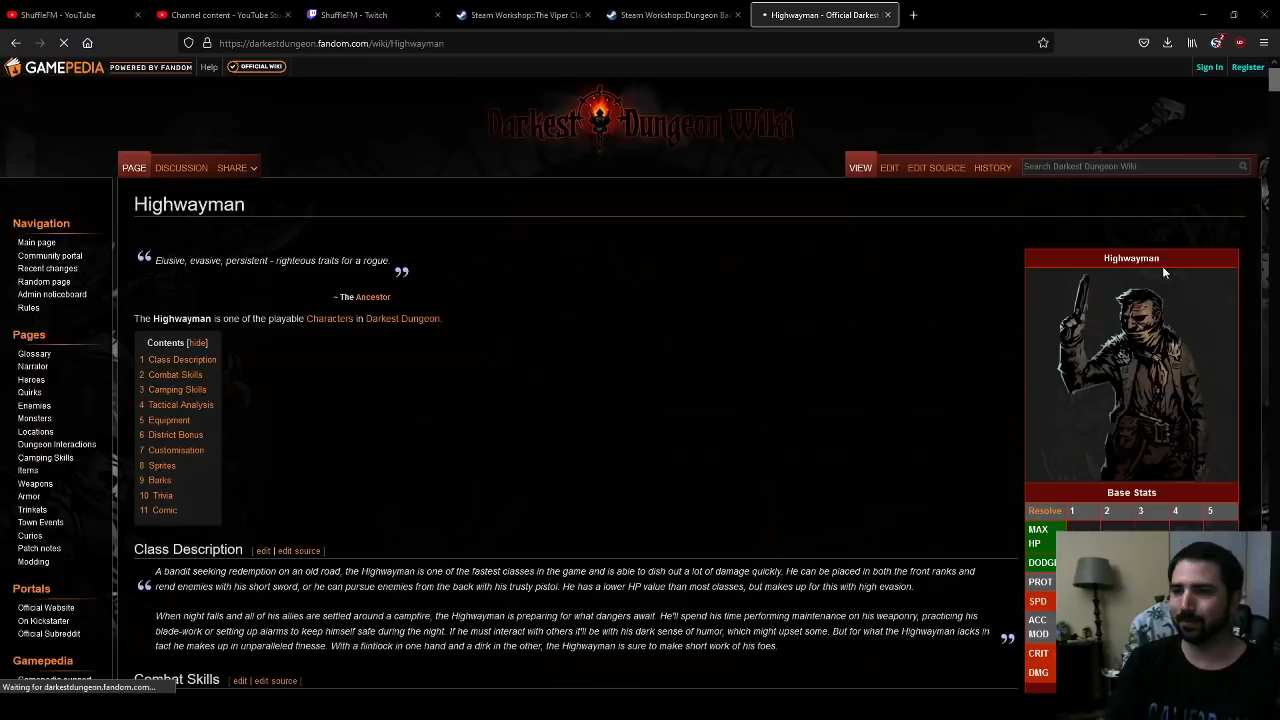 ShuffleFM - YouTube
Channel content - YouTube Stu
ShuffleFM - Twitch
Steam Workshop::The Viper Cla
Steam Workshop::Dungeon Bac
Highwayman - Official Darkest
https://darkestdungeon.fandom.com/wiki/Highwayman
GAMEPEDIA POWERED BY FANDOM Help OFFICIAL WIKI
Sign In Register
Darkest Dungeon Wiki
PAGE DISCUSSION SHARE
VIEW EDIT EDIT SOURCE HISTORY Search Darkest Dungeon Wiki
Highwayman
Navigation
Main page
Community portal
Recent changes
Random page
Admin noticeboard
Rules
Pages
Glossary
Narrator
Heroes
Quirks
Enemies
Monsters
Locations
Dungeon Interactions
Camping Skills
Items
Weapons
Armor
Trinkets
Town Events
Curios
Patch notes
Modding
Portals
Official Website
On Kickstarter
Official Subreddit
Gamepedia
“ Elusive, evasive, persistent - righteous traits for a rogue. ”
~ The Ancestor
The Highwayman is one of the playable Characters in Darkest Dungeon.
Contents [hide]
1 Class Description
2 Combat Skills
3 Camping Skills
4 Tactical Analysis
5 Equipment
6 District Bonus
7 Customisation
8 Sprites
9 Barks
10 Trivia
11 Comic
Class Description [ edit | edit source ]
“ A bandit seeking redemption on an old road, the Highwayman is one of the fastest classes in the game and is able to dish out a lot of damage quickly. He can be placed in both the front ranks and
rend enemies with his short sword, or he can pursue enemies from the back with his trusty pistol. He has a lower HP value than most classes, but makes up for this with high evasion.
When night falls and all of his allies are settled around a campfire, the Highwayman is preparing for what dangers await. He'll spend his time performing maintenance on his weaponry, practicing his
blade-work or setting up alarms to keep himself safe during the night. If he must interact with others it'll be with his dark sense of humor, which might upset some. But for what the Highwayman lacks in
tact he makes up in unparalleled finesse. With a flintlock in one hand and a dirk in the other, the Highwayman is sure to make short work of his foes. ”
Combat Skills [ edit | edit source ]
Highwayman
Base Stats
Resolve 1 2 3 4 5
MAX
HP
DODGE
PROT
SPD
ACC
MOD
CRIT
DMG
Waiting for darkestdungeon.fandom.com...
CALIFORNIA